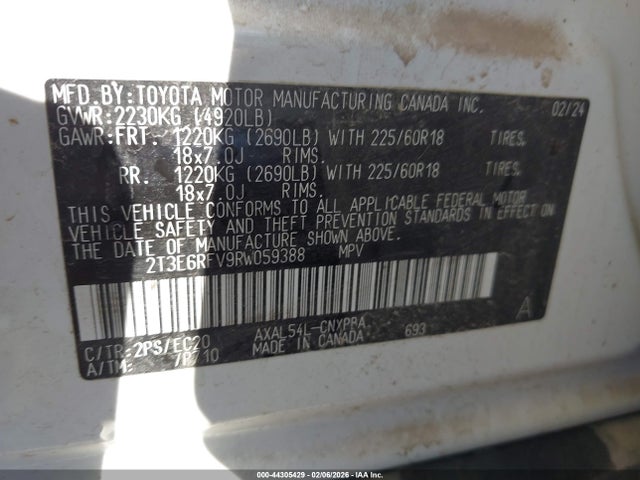 MFD.BY:TOYOTA MOTOR MANUFACTURING CANADA INC. 02/24
GVWR:2230KG (4920LB)
GAWR:FRT. 1220KG (2690LB) WITH 225/60R18 TIRES,
18x7.0J RIMS.
RR. 1220KG (2690LB) WITH 225/60R18 TIRES,
18x7.0J RIMS.
THIS VEHICLE CONFORMS TO ALL APPLICABLE FEDERAL MOTOR
VEHICLE SAFETY AND THEFT PREVENTION STANDARDS IN EFFECT ON
THE DATE OF MANUFACTURE SHOWN ABOVE.
2T3E6RFV9RW059388 MPV
C/TR:2PS/EC20 AXAL54L-CNXPRA 693 A
A/TM: MADE IN CANADA
000-44305429 - 02/06/2026 - IAA Inc.